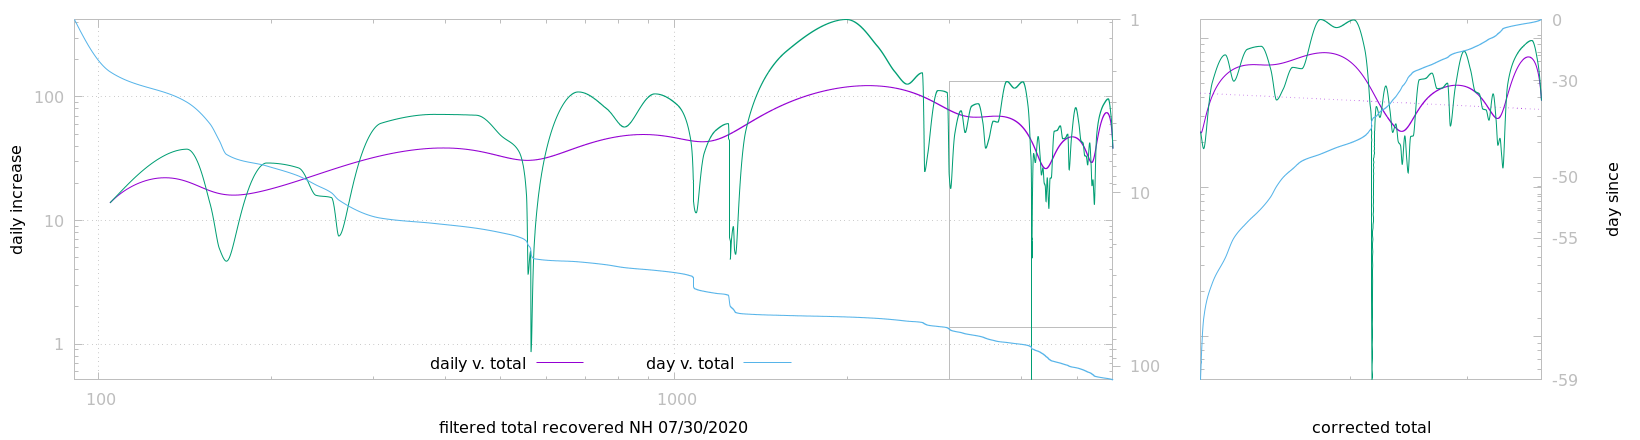 daily increase
100
10
1
100
1000
daily v. total
day v. total
1
10
100
filtered total recovered NH 07/30/2020
0
-30
-50
-55
-59
day since
corrected total